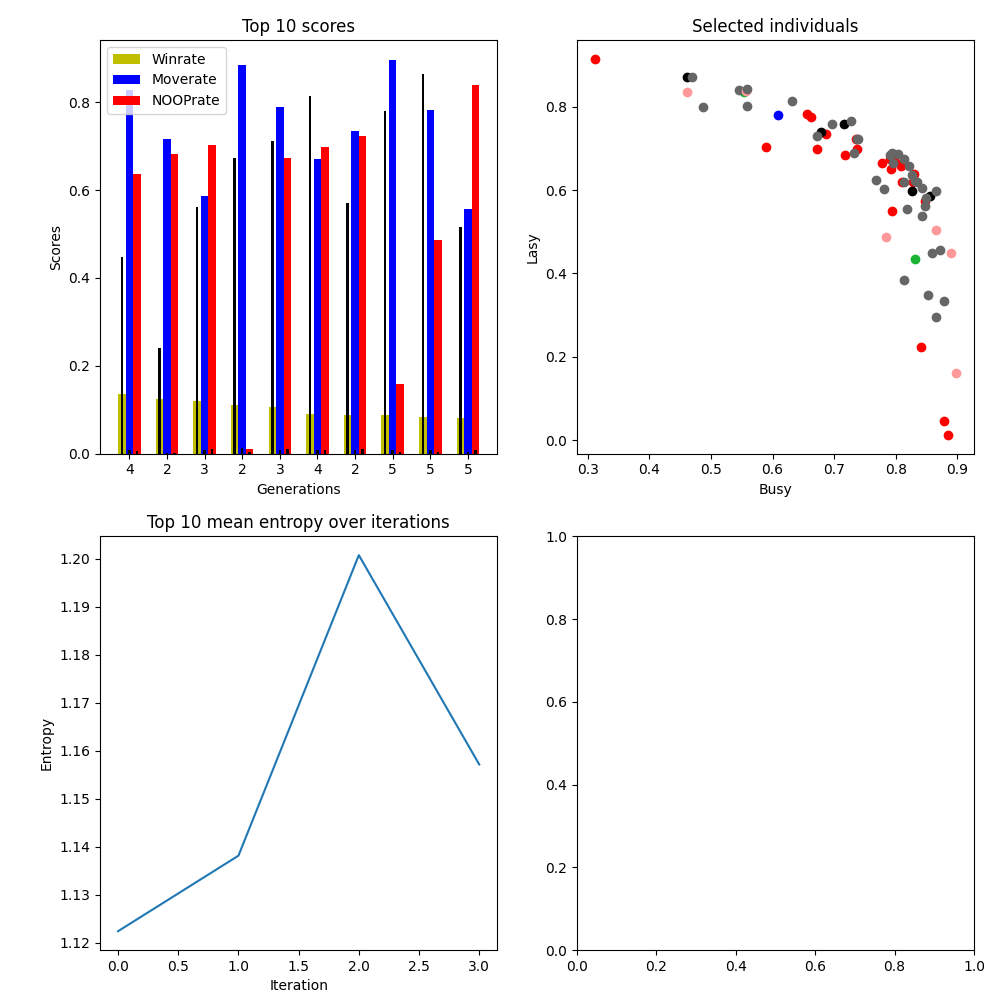 Top 10 scores
Winrate
Moverate
NOOPrate
Scores
0.8
0.6
0.4
0.2
0.0
4 2 3 2 3 4 2 5 5 5
Generations
Selected individuals
Lasy
0.8
0.6
0.4
0.2
0.0
0.3 0.4 0.5 0.6 0.7 0.8 0.9
Busy
Top 10 mean entropy over iterations
Entropy
1.20
1.19
1.18
1.17
1.16
1.15
1.14
1.13
1.12
0.0 0.5 1.0 1.5 2.0 2.5 3.0
Iteration
1.0
0.8
0.6
0.4
0.2
0.0
0.0 0.2 0.4 0.6 0.8 1.0